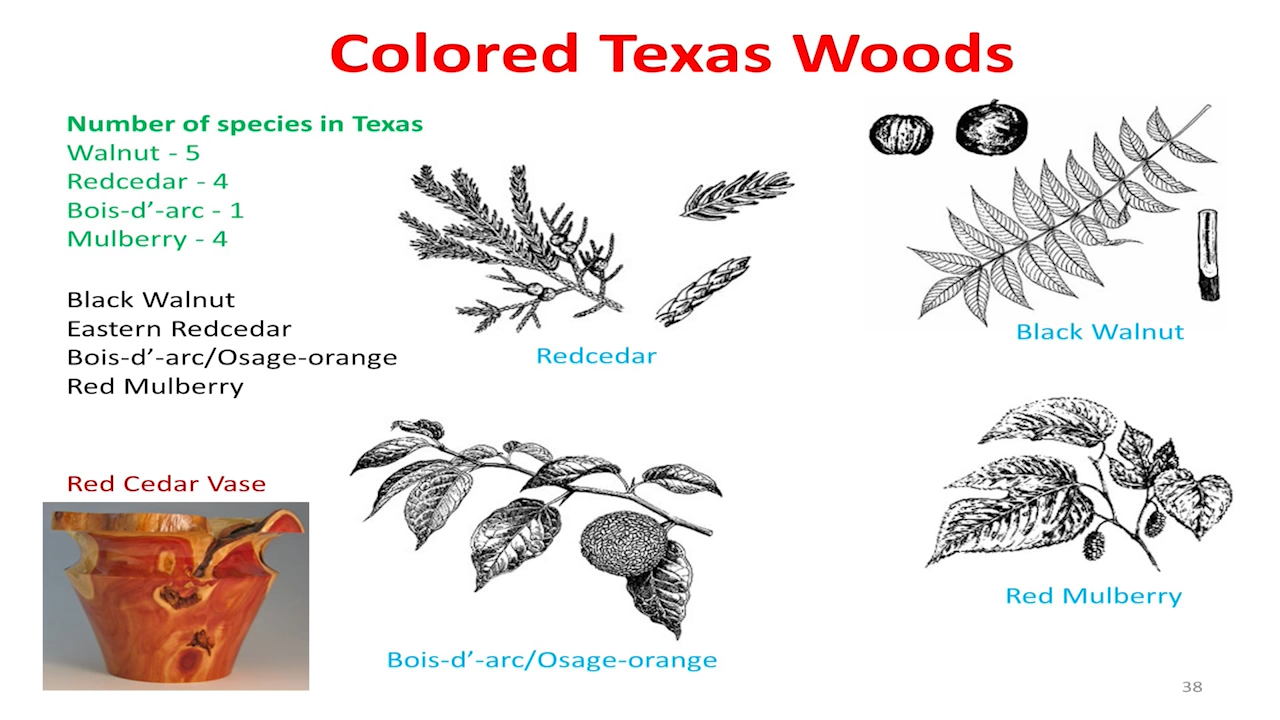 Colored Texas Woods
Number of species in Texas
Walnut - 5
Redcedar - 4
Bois-d’-arc - 1
Mulberry - 4
Black Walnut
Eastern Redcedar
Bois-d’-arc/Osage-orange
Red Mulberry
Red Cedar Vase
Redcedar
Black Walnut
Bois-d’-arc/Osage-orange
Red Mulberry
38